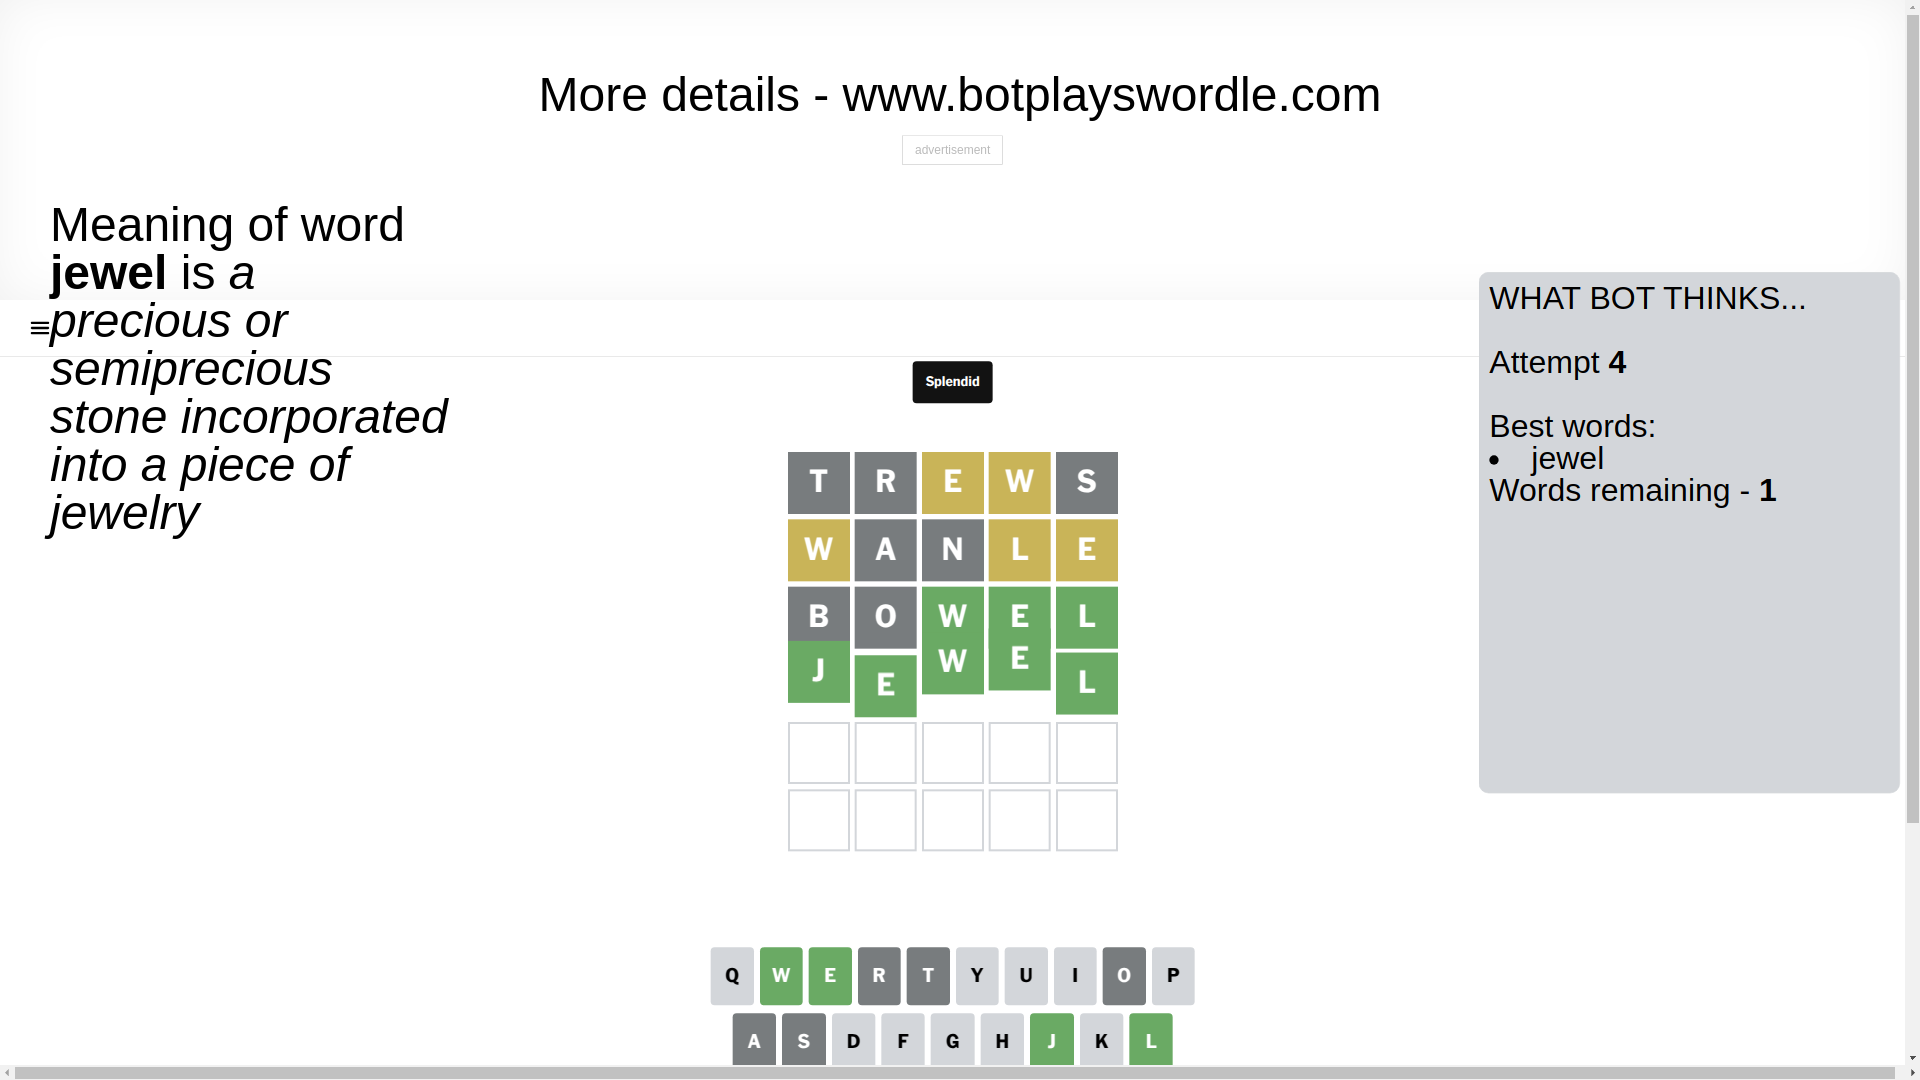 More details - www.botplayswordle.com
advertisement
Meaning of word
jewel is a
precious or
semiprecious
stone incorporated
into a piece of
jewelry
WHAT BOT THINKS...
Attempt 4
Best words:
• jewel
Words remaining - 1
Splendid
T R E W S
W A N L E
B O W E L
J E W E L
Q W E R T Y U I O P
A S D F G H J K L